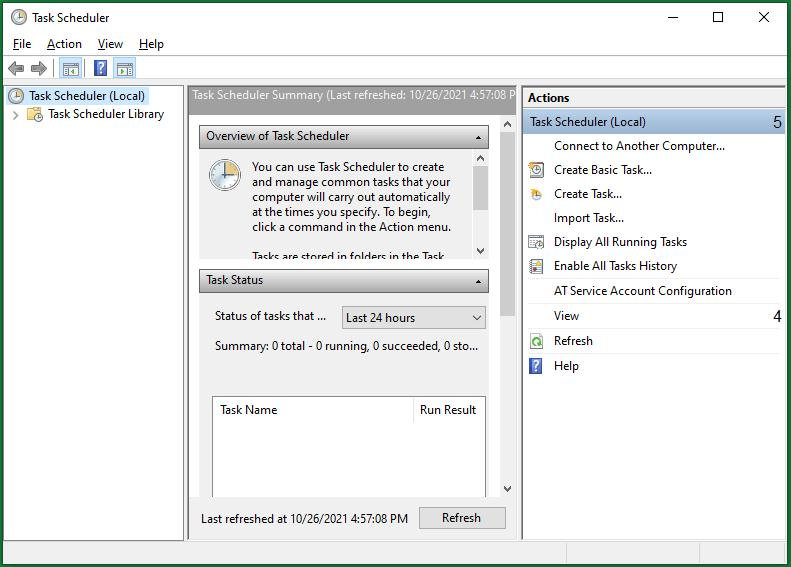 Task Scheduler
File Action View Help
Task Scheduler (Local)
Task Scheduler Library
Task Scheduler Summary (Last refreshed: 10/26/2021 4:57:08 P
Overview of Task Scheduler
You can use Task Scheduler to create
and manage common tasks that your
computer will carry out automatically
at the times you specify. To begin,
click a command in the Action menu.
Tasks are stored in folders in the Task
Task Status
Status of tasks that ... Last 24 hours
Summary: 0 total - 0 running, 0 succeeded, 0 sto...
Task Name Run Result
Last refreshed at 10/26/2021 4:57:08 PM Refresh
Actions
Task Scheduler (Local) 5
Connect to Another Computer...
Create Basic Task...
Create Task...
Import Task...
Display All Running Tasks
Enable All Tasks History
AT Service Account Configuration
View 4
Refresh
Help